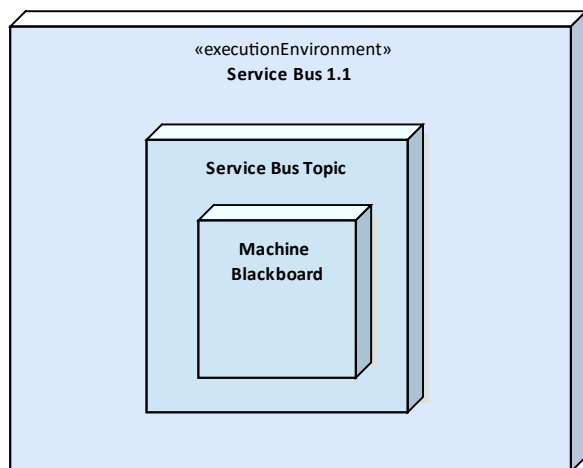 «executionEnvironment»
Service Bus 1.1
Service Bus Topic
Machine
Blackboard